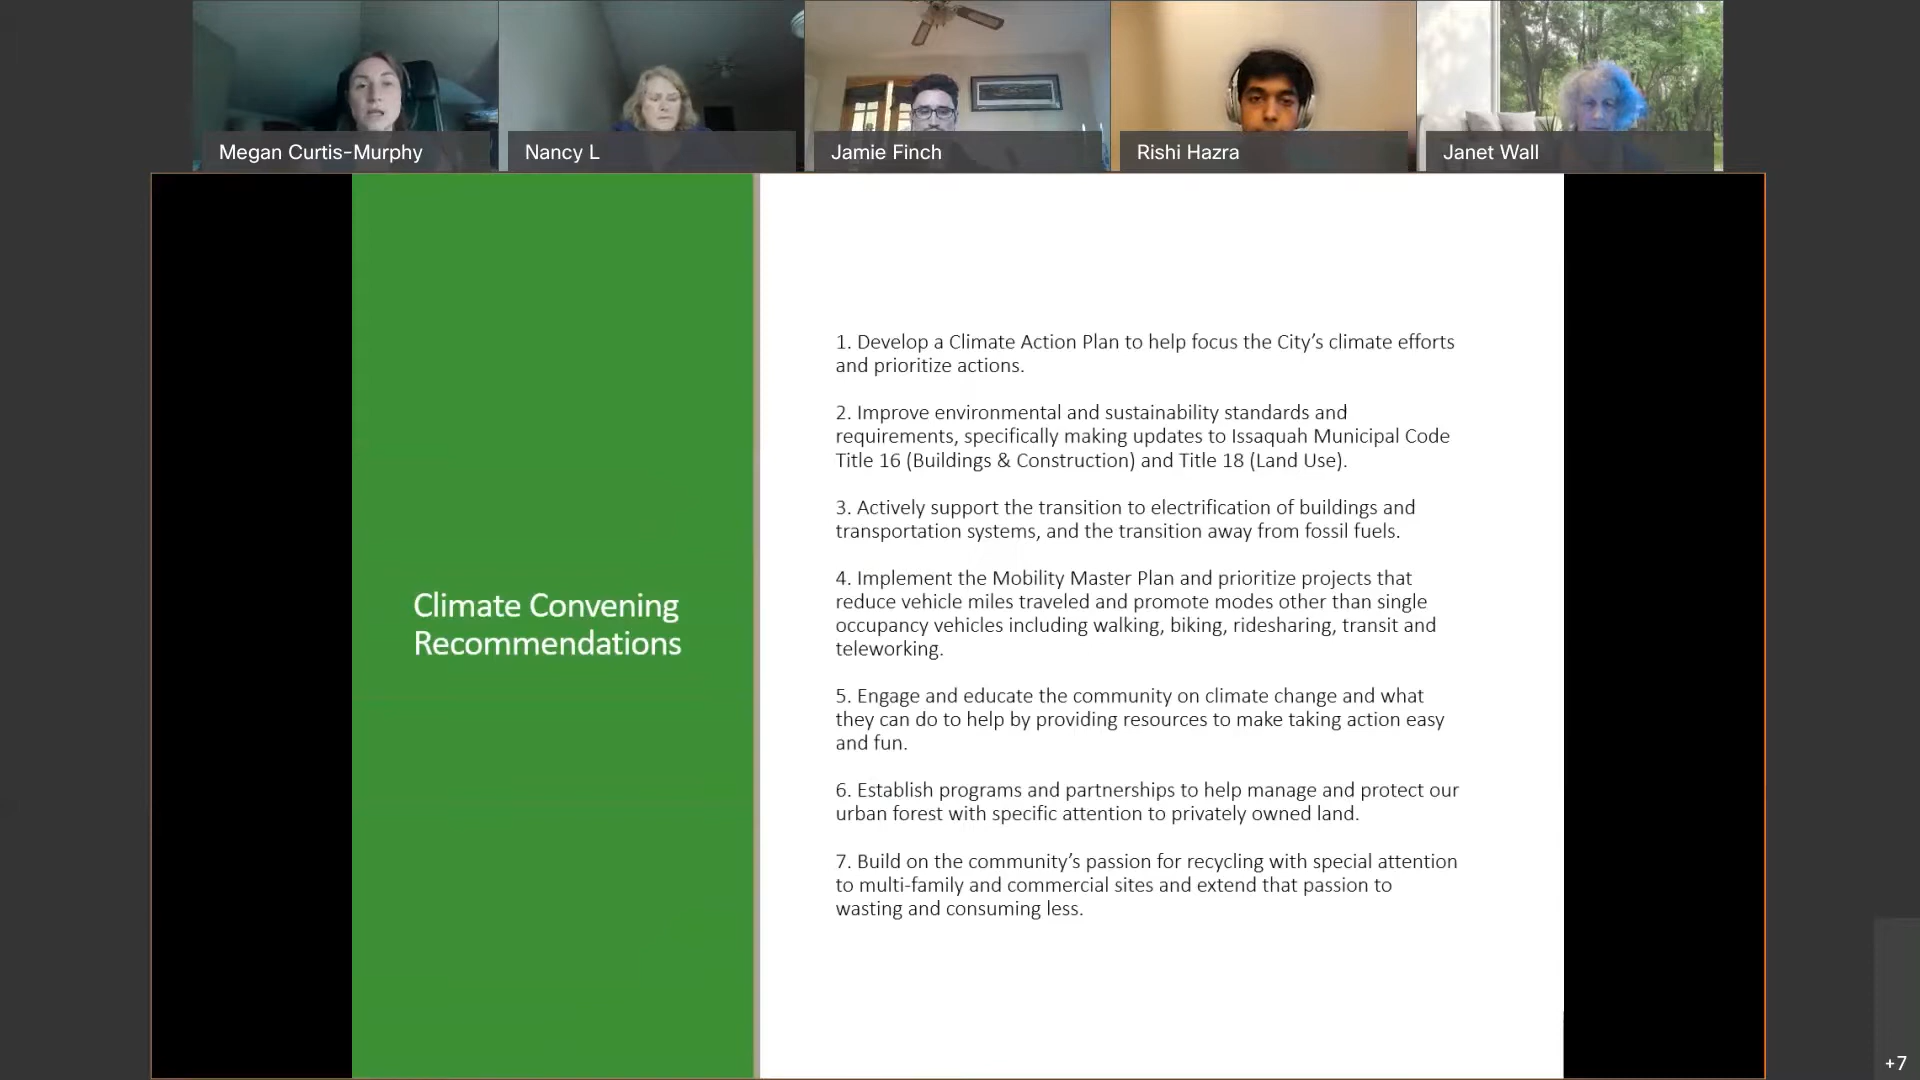 Megan Curtis-Murphy
Nancy L
Jamie Finch
Rishi Hazra
Janet Wall
Climate Convening
Recommendations
1. Develop a Climate Action Plan to help focus the City’s climate efforts
and prioritize actions.
2. Improve environmental and sustainability standards and
requirements, specifically making updates to Issaquah Municipal Code
Title 16 (Buildings & Construction) and Title 18 (Land Use).
3. Actively support the transition to electrification of buildings and
transportation systems, and the transition away from fossil fuels.
4. Implement the Mobility Master Plan and prioritize projects that
reduce vehicle miles traveled and promote modes other than single
occupancy vehicles including walking, biking, ridesharing, transit and
teleworking.
5. Engage and educate the community on climate change and what
they can do to help by providing resources to make taking action easy
and fun.
6. Establish programs and partnerships to help manage and protect our
urban forest with specific attention to privately owned land.
7. Build on the community’s passion for recycling with special attention
to multi-family and commercial sites and extend that passion to
wasting and consuming less.
+7